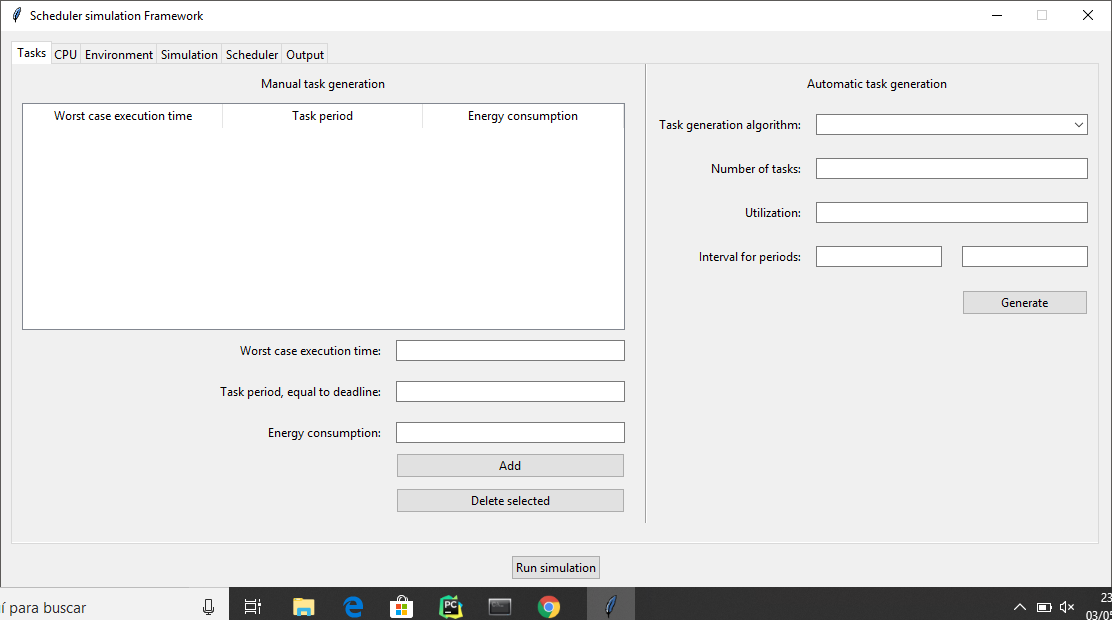 Scheduler simulation Framework
Tasks CPU Environment Simulation Scheduler Output
Manual task generation
Worst case execution time Task period Energy consumption
Worst case execution time:
Task period, equal to deadline:
Energy consumption:
Add
Delete selected
Automatic task generation
Task generation algorithm:
Number of tasks:
Utilization:
Interval for periods:
Generate
Run simulation
í para buscar
PC
23
03/05